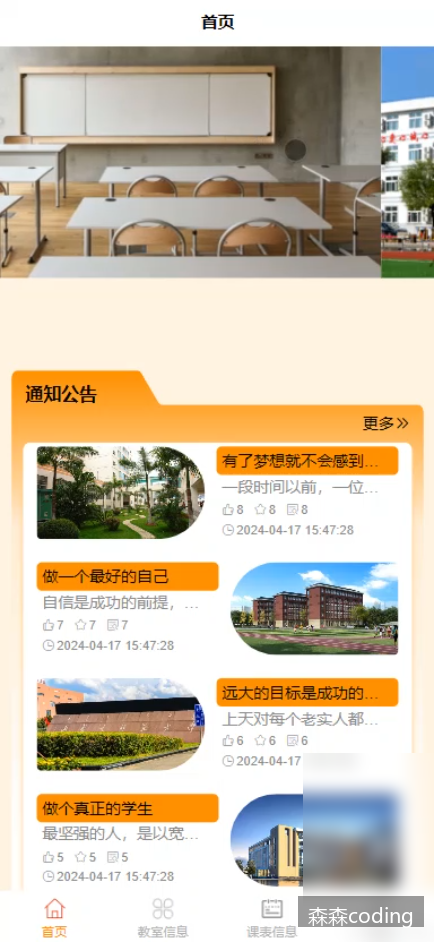 首页
通知公告
更多
有了梦想就不会感到...
一段时间以前，一位...
8 8 8
2024-04-17 15:47:28
做一个最好的自己
自信是成功的前提，...
7 7 7
2024-04-17 15:47:28
远大的目标是成功的...
上天对每个老实人都...
6 6 6
2024-04-17
做个真正的学生
最坚强的人，是以宽...
5 5 5
2024-04-17 15:47:28
首页
教室信息
课表信息
森森coding